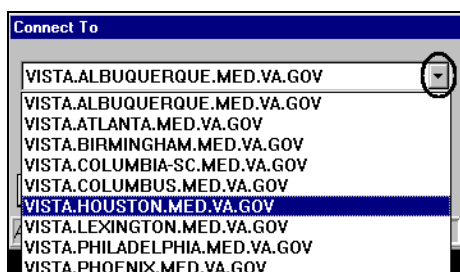 Connect To
VISTA.ALBUQUERQUE.MED.VA.GOV
VISTA.ALBUQUERQUE.MED.VA.GOV
VISTA.ATLANTA.MED.VA.GOV
VISTA.BIRMINGHAM.MED.VA.GOV
VISTA.COLUMBIA-SC.MED.VA.GOV
VISTA.COLUMBUS.MED.VA.GOV
VISTA.HOUSTON.MED.VA.GOV
VISTA.LEXINGTON.MED.VA.GOV
VISTA.PHILADELPHIA.MED.VA.GOV
VISTA.PHOENIX.MED.VA.GOV